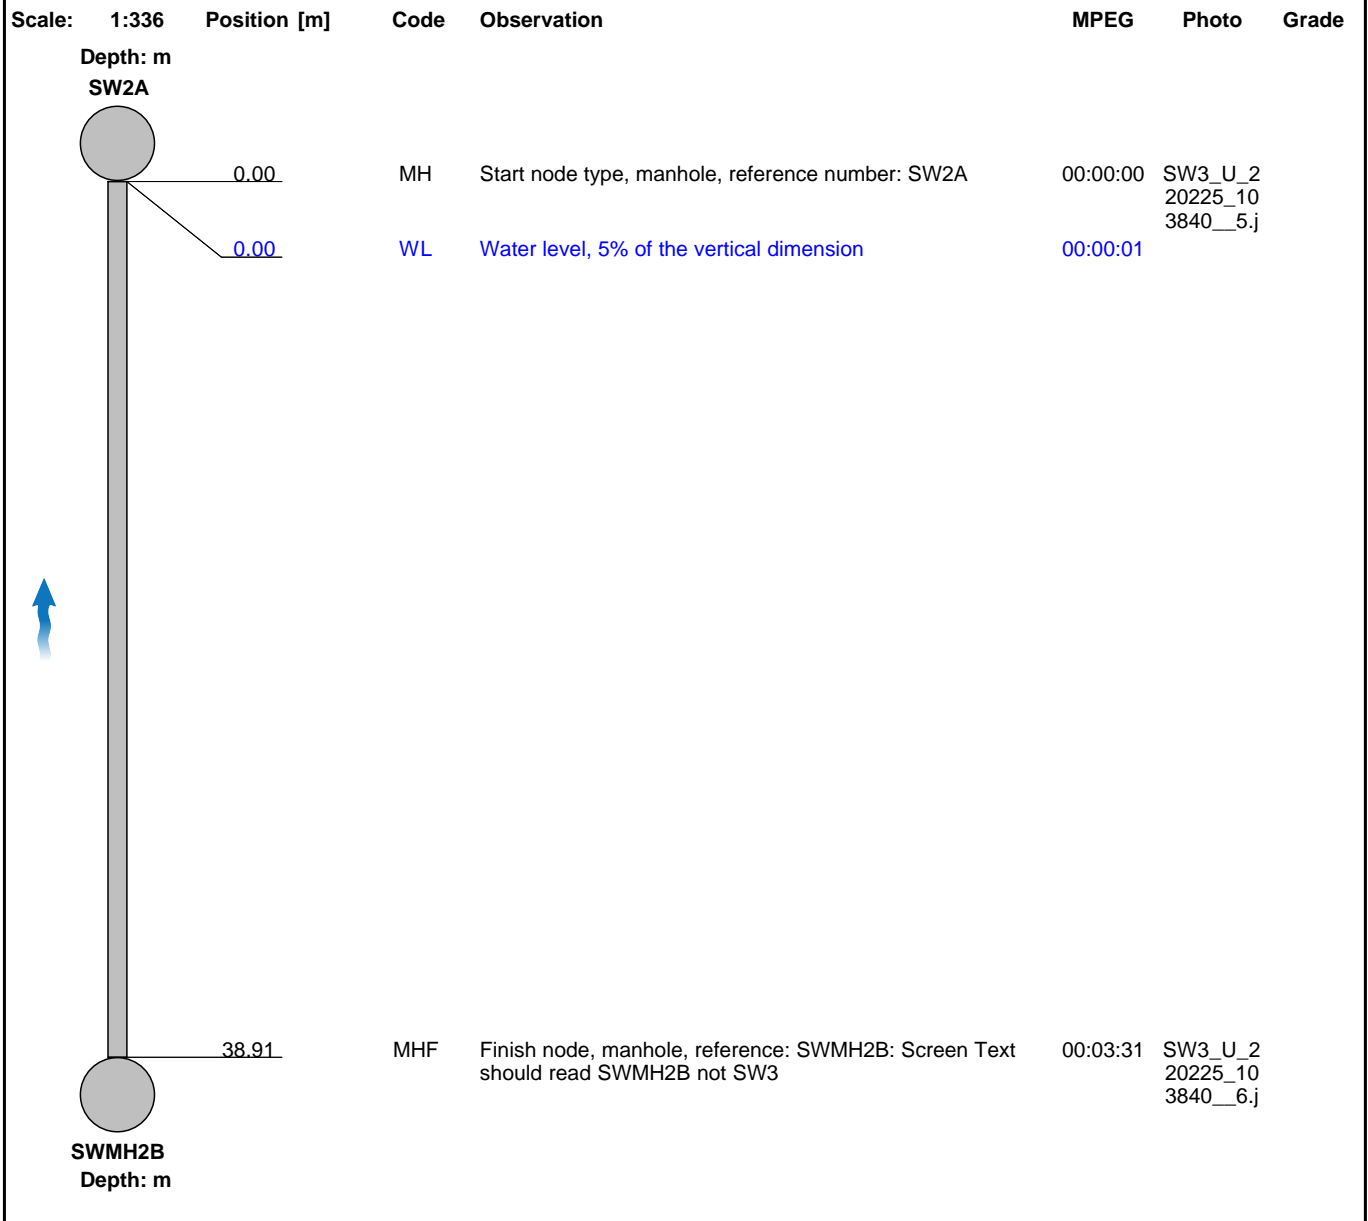 Scale: 1:336 Position [m] Code Observation MPEG Photo Grade
Depth: m
SW2A
0.00 MH Start node type, manhole, reference number: SW2A 00:00:00 SW3_U_2
20225_10
3840__5.j
0.00 WL Water level, 5% of the vertical dimension 00:00:01
38.91 MHF Finish node, manhole, reference: SWMH2B: Screen Text 00:03:31 SW3_U_2
should read SWMH2B not SW3 20225_10
3840__6.j
SWMH2B
Depth: m